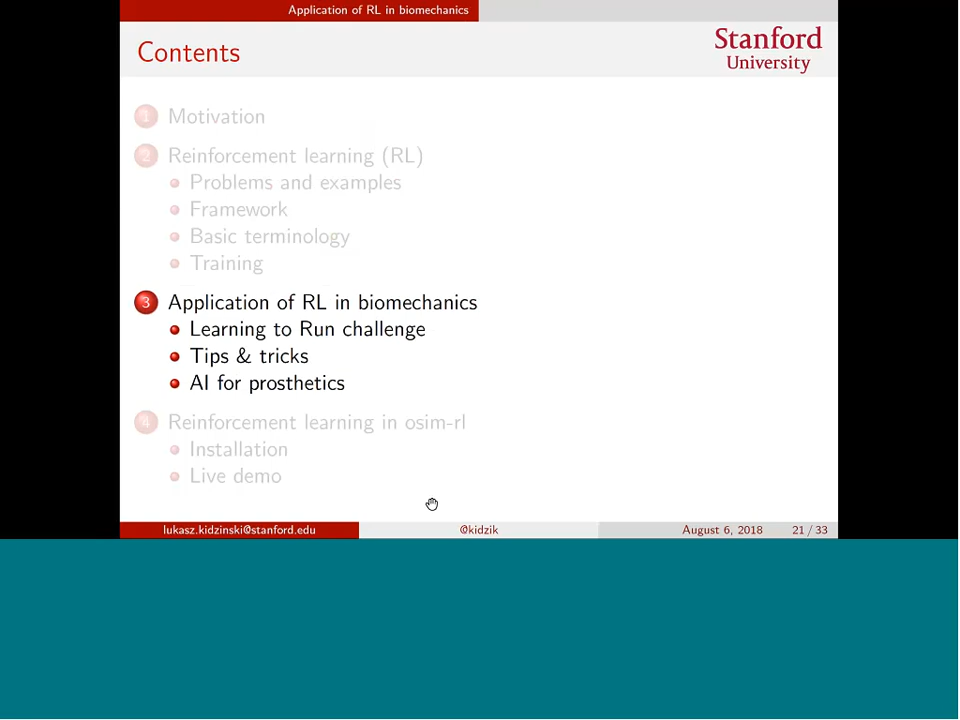 Application of RL in biomechanics
Contents
Stanford
University
1 Motivation
2 Reinforcement learning (RL)
Problems and examples
Framework
Basic terminology
Training
3 Application of RL in biomechanics
Learning to Run challenge
Tips & tricks
AI for prosthetics
4 Reinforcement learning in osim-rl
Installation
Live demo
lukasz.kidzinski@stanford.edu @kidzik August 6, 2018 21 / 33